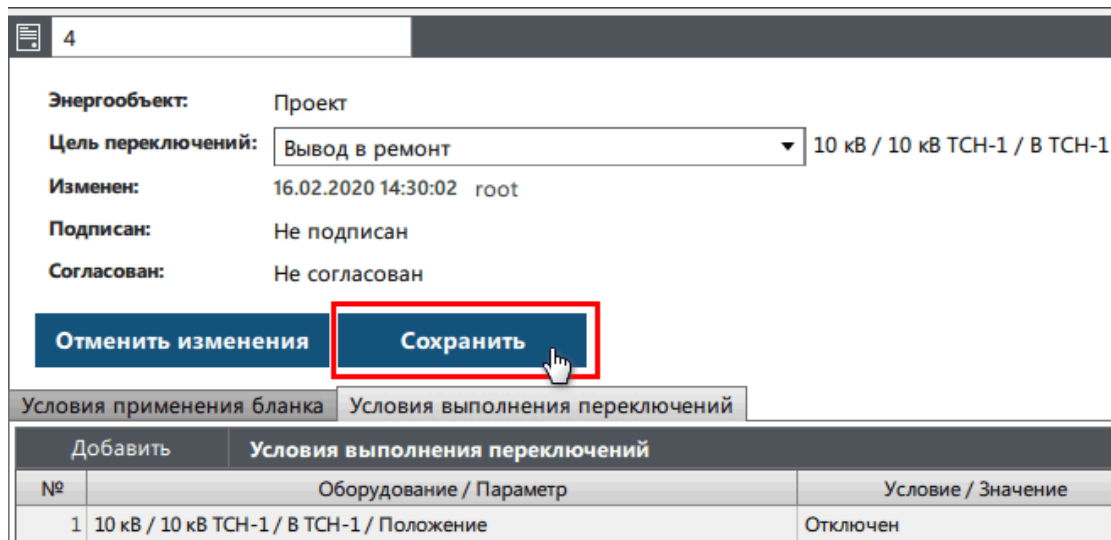 4
Энергообъект: Проект
Цель переключений: Вывод в ремонт 10 кВ / 10 кВ ТСН-1 / В ТСН-1
Изменен: 16.02.2020 14:30:02 root
Подписан: Не подписан
Согласован: Не согласован
Отменить изменения Сохранить
Условия применения бланка Условия выполнения переключений
Добавить Условия выполнения переключений
№ Оборудование / Параметр Условие / Значение
1 10 кВ / 10 кВ ТСН-1 / В ТСН-1 / Положение Отключен